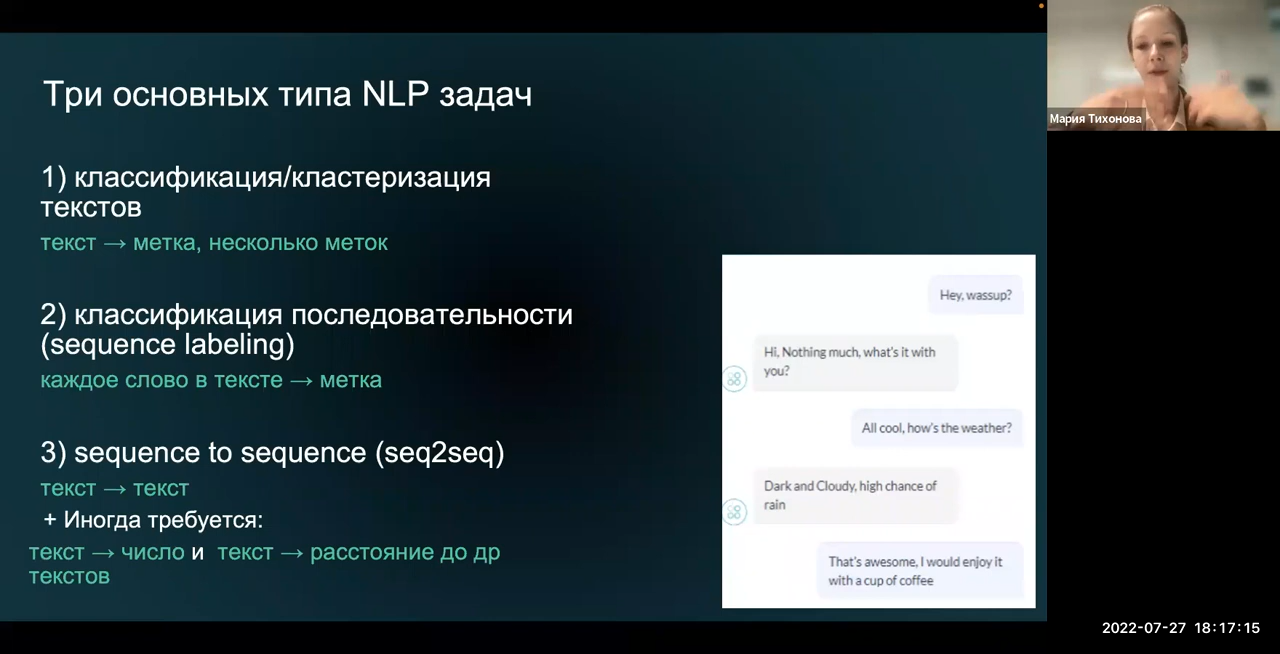 Три основных типа NLP задач
1) классификация/кластеризация
текстов
текст → метка, несколько меток
2) классификация последовательности
(sequence labeling)
каждое слово в тексте → метка
3) sequence to sequence (seq2seq)
текст → текст
+ Иногда требуется:
текст → число и текст → расстояние до др
текстов
Hey, wassup?
Hi, Nothing much, what's it with
you?
All cool, how's the weather?
Dark and Cloudy, high chance of
rain
That's awesome, I would enjoy it
with a cup of coffee
Мария Тихонова
2022-07-27 18:17:15